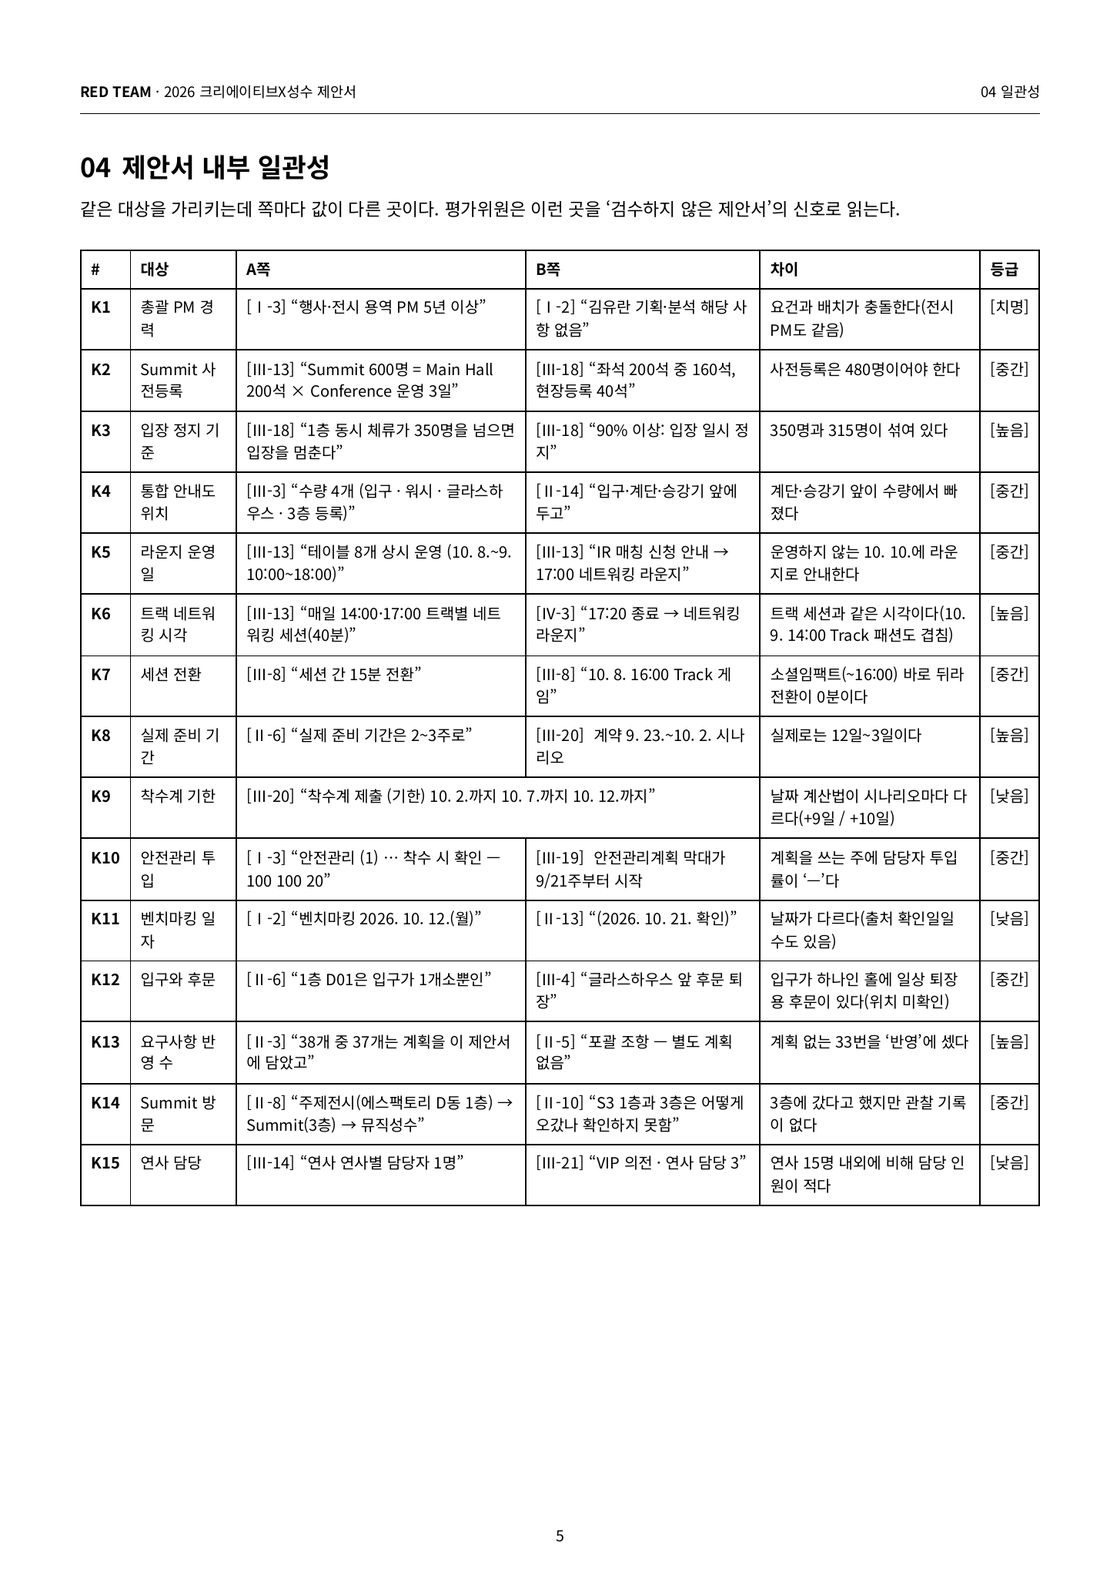 RED TEAM · 2026 크리에이티브X성수 제안서
04 일관성
04 제안서 내부 일관성
같은 대상을 가리키는데 쪽마다 값이 다른 곳이다. 평가위원은 이런 곳을 ‘검수하지 않은 제안서’의 신호로 읽는다.
# 대상 A쪽 B쪽 차이 등급
K1 총괄 PM 경 [Ⅰ-3] “행사·전시 용역 PM 5년 이상” [Ⅰ-2] “김유란 기획·분석 해당 사 요건과 배치가 충돌한다(전시 [치명]
력 항 없음” PM도 같음)
K2 Summit 사 [III-13] “Summit 600명 = Main Hall [III-18] “좌석 200석 중 160석, 사전등록은 480명이어야 한다 [중간]
전등록 200석 × Conference 운영 3일” 현장등록 40석”
K3 입장 정지 기 [III-18] “1층 동시 체류가 350명을 넘으면 [III-18] “90% 이상: 입장 일시 정 350명과 315명이 섞여 있다 [높음]
준 입장을 멈춘다” 지”
K4 통합 안내도 [III-3] “수량 4개 (입구 · 워시 · 글라스하 [Ⅱ-14] “입구·계단·승강기 앞에 계단·승강기 앞이 수량에서 빠 [중간]
위치 우스 · 3층 등록)” 두고” 졌다
K5 라운지 운영 [III-13] “테이블 8개 상시 운영 (10. 8.~9. [III-13] “IR 매칭 신청 안내 → 운영하지 않는 10. 10.에 라운 [중간]
일 10:00~18:00)” 17:00 네트워킹 라운지” 지로 안내한다
K6 트랙 네트워 [III-13] “매일 14:00·17:00 트랙별 네트 [IV-3] “17:20 종료 → 네트워킹 트랙 세션과 같은 시각이다(10. [높음]
킹 시각 워킹 세션(40분)” 라운지” 9. 14:00 Track 패션도 겹침)
K7 세션 전환 [III-8] “세션 간 15분 전환” [III-8] “10. 8. 16:00 Track 게 소셜임팩트(~16:00) 바로 뒤라 [중간]
임” 전환이 0분이다
K8 실제 준비 기 [Ⅱ-6] “실제 준비 기간은 2~3주로” [III-20] 계약 9. 23.~10. 2. 시나 실제로는 12일~3일이다 [높음]
간 리오
K9 착수계 기한 [III-20] “착수계 제출 (기한) 10. 2.까지 10. 7.까지 10. 12.까지” 날짜 계산법이 시나리오마다 다 [낮음]
르다(+9일 / +10일)
K10 안전관리 투 [Ⅰ-3] “안전관리 (1) … 착수 시 확인 — [III-19] 안전관리계획 막대가 계획을 쓰는 주에 담당자 투입 [중간]
입 100 100 20” 9/21주부터 시작 률이 ‘—’다
K11 벤치마킹 일 [Ⅰ-2] “벤치마킹 2026. 10. 12.(월)” [Ⅱ-13] “(2026. 10. 21. 확인)” 날짜가 다르다(출처 확인일일 [낮음]
자 수도 있음)
K12 입구와 후문 [Ⅱ-6] “1층 D01은 입구가 1개소뿐인” [III-4] “글라스하우스 앞 후문 퇴 입구가 하나인 홀에 일상 퇴장 [중간]
장” 용 후문이 있다(위치 미확인)
K13 요구사항 반 [Ⅱ-3] “38개 중 37개는 계획을 이 제안서 [Ⅱ-5] “포괄 조항 — 별도 계획 계획 없는 33번을 ‘반영’에 셌다 [높음]
영 수 에 담았고” 없음”
K14 Summit 방 [Ⅱ-8] “주제전시(에스팩토리 D동 1층) → [Ⅱ-10] “S3 1층과 3층은 어떻게 3층에 갔다고 했지만 관찰 기록 [중간]
문 Summit(3층) → 뮤직성수” 오갔나 확인하지 못함” 이 없다
K15 연사 담당 [III-14] “연사 연사별 담당자 1명” [III-21] “VIP 의전 · 연사 담당 3” 연사 15명 내외에 비해 담당 인 [낮음]
원이 적다
5